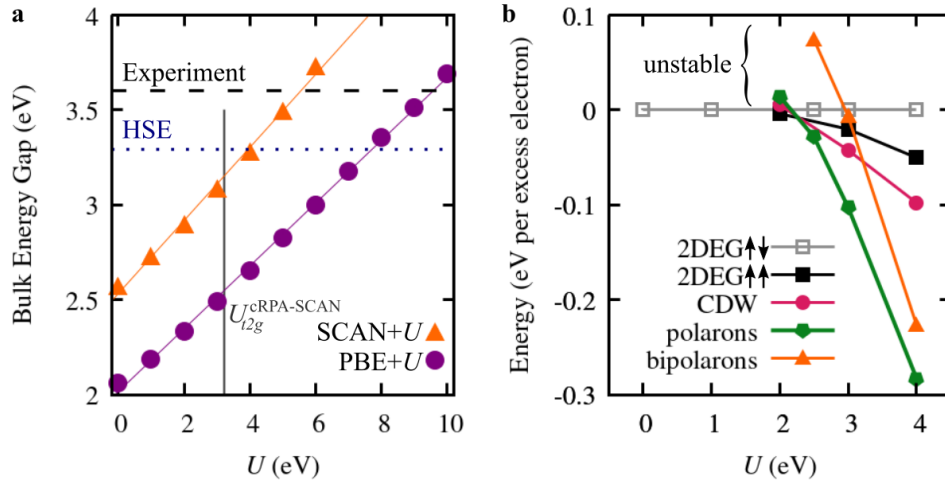 a
Bulk Energy Gap (eV)
4
3.5
3
2.5
2
Experiment
HSE
U_{t2g}^{cRPA-SCAN}
SCAN+U
PBE+U
0 2 4 6 8 10
U (eV)
b
Energy (eV per excess electron)
0.1
0
-0.1
-0.2
-0.3
unstable
2DEG↑↓
2DEG↑↑
CDW
polarons
bipolarons
0 1 2 3 4
U (eV)